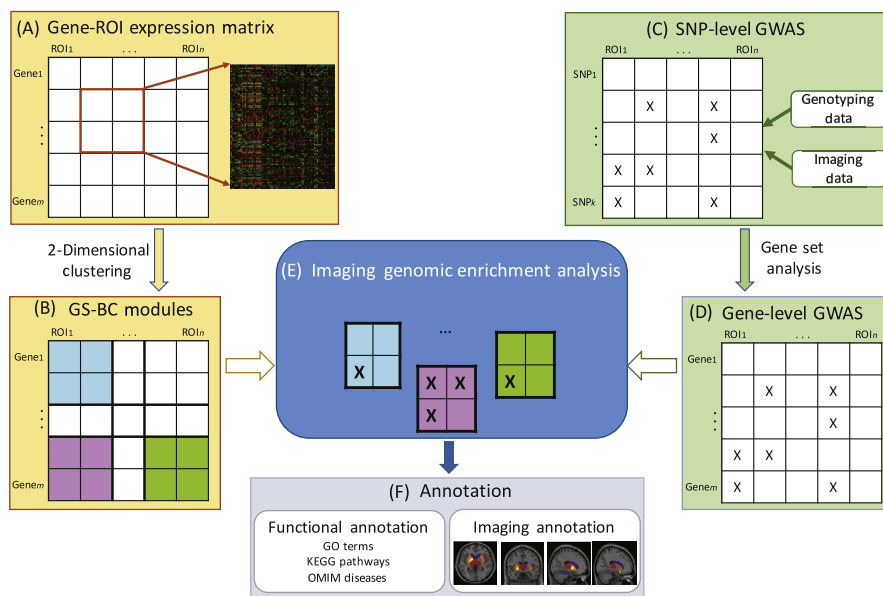 (A) Gene-ROI expression matrix
ROI1 . . . ROIn
Gene1
⋮
Genem
2-Dimensional
clustering
(B) GS-BC modules
ROI1 . . . ROIn
Gene1
⋮
Genem
(C) SNP-level GWAS
ROI1 . . . ROIn
SNP1
X X
⋮
X
X X
SNPk
X X
Genotyping
data
Imaging
data
Gene set
analysis
(D) Gene-level GWAS
ROI1 . . . ROIn
Gene1
X X
⋮
X
X X
Genem
X X
(E) Imaging genomic enrichment analysis
...
X
X X
X
X
(F) Annotation
Functional annotation
GO terms
KEGG pathways
OMIM diseases
Imaging annotation